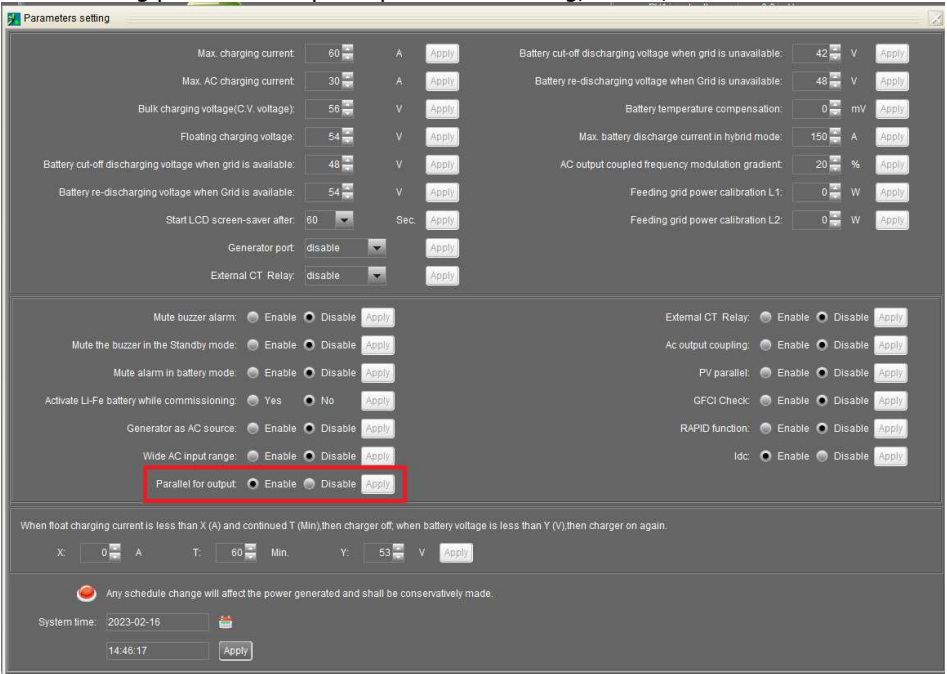 Parameters setting
Max. charging current: 60 A Apply
Max. AC charging current: 30 A Apply
Bulk charging voltage(C.V. voltage): 56 V Apply
Floating charging voltage: 54 V Apply
Battery cut-off discharging voltage when grid is available: 48 V Apply
Battery re-discharging voltage when Grid is available: 54 V Apply
Start LCD screen-saver after: 60 Sec. Apply
Generator port: disable Apply
External CT Relay: disable Apply
Battery cut-off discharging voltage when grid is unavailable: 42 V Apply
Battery re-discharging voltage when Grid is unavailable: 48 V Apply
Battery temperature compensation: 0 mV Apply
Max. battery discharge current in hybrid mode: 150 A Apply
AC output coupled frequency modulation gradient: 20 % Apply
Feeding grid power calibration L1: 0 W Apply
Feeding grid power calibration L2: 0 W Apply
Mute buzzer alarm: Enable Disable Apply
Mute the buzzer in the Standby mode: Enable Disable Apply
Mute alarm in battery mode: Enable Disable Apply
Activate Li-Fe battery while commissioning: Yes No Apply
Generator as AC source: Enable Disable Apply
Wide AC input range: Enable Disable Apply
Parallel for output: Enable Disable Apply
External CT Relay: Enable Disable Apply
Ac output coupling: Enable Disable Apply
PV parallel: Enable Disable Apply
GFCI Check: Enable Disable Apply
RAPID function: Enable Disable Apply
Idc: Enable Disable Apply
When float charging current is less than X (A) and continued T (Min),then charger off, when battery voltage is less than Y (V),then charger on again.
X: 0 A T: 60 Min. Y: 53 V Apply
Any schedule change will affect the power generated and shall be conservatively made.
System time: 2023-02-16
14:46:17 Apply